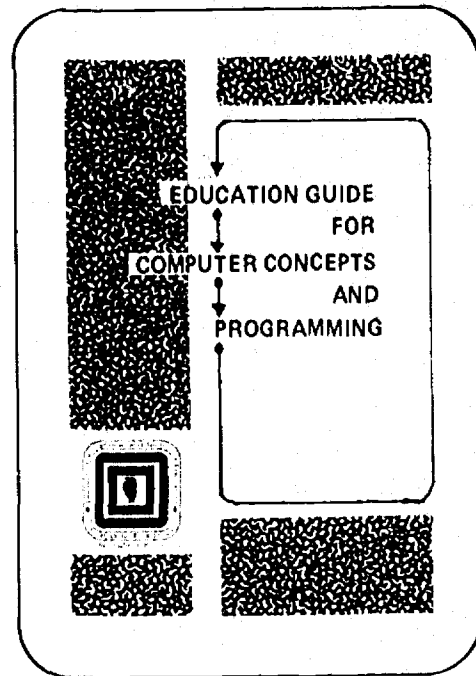 EDUCATION GUIDE
FOR
COMPUTER CONCEPTS
AND
PROGRAMMING